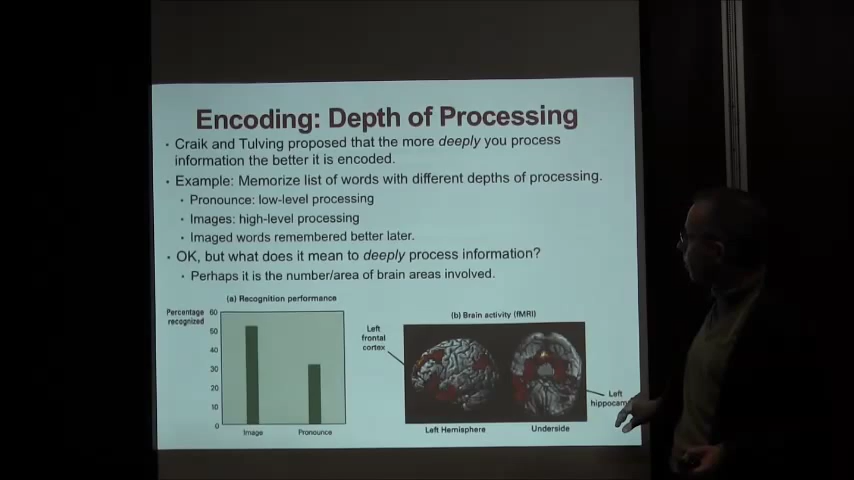 Encoding: Depth of Processing
• Craik and Tulving proposed that the more deeply you process
information the better it is encoded.
• Example: Memorize list of words with different depths of processing.
• Pronounce: low-level processing
• Images: high-level processing
• Imaged words remembered better later.
• OK, but what does it mean to deeply process information?
• Perhaps it is the number/area of brain areas involved.
(a) Recognition performance
Percentage
recognized
60
50
40
30
20
10
0
Image
Pronounce
(b) Brain activity (fMRI)
Left
frontal
cortex
Left
Left Hemisphere
Underside